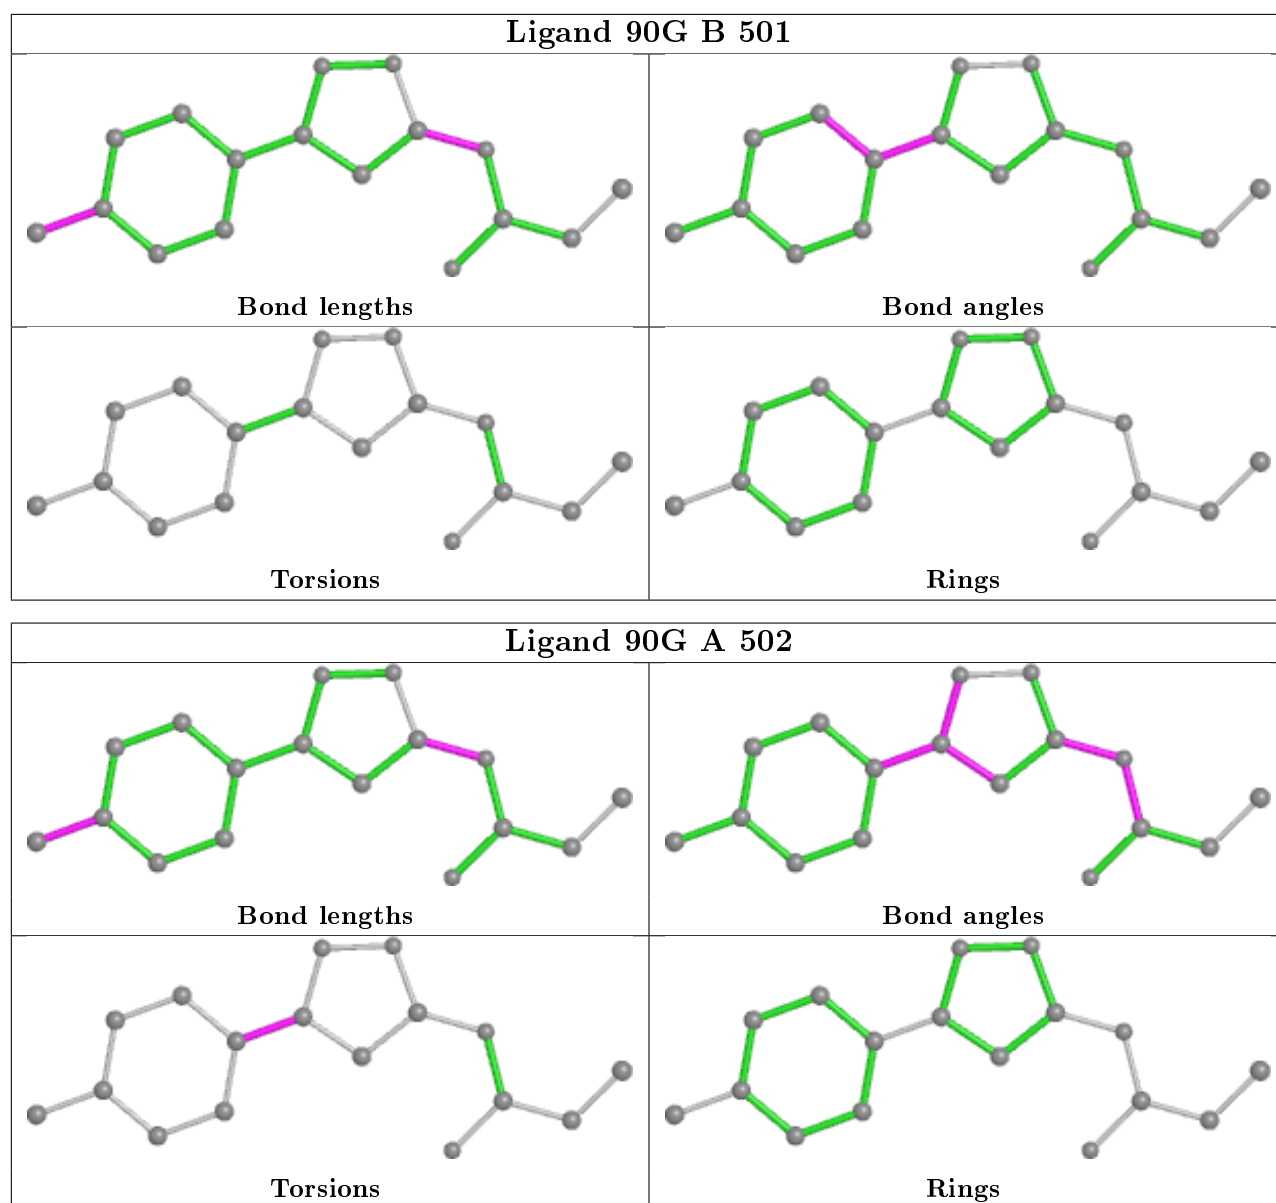 Ligand 90G B 501
Bond lengths
Bond angles
Torsions
Rings
Ligand 90G A 502
Bond lengths
Bond angles
Torsions
Rings